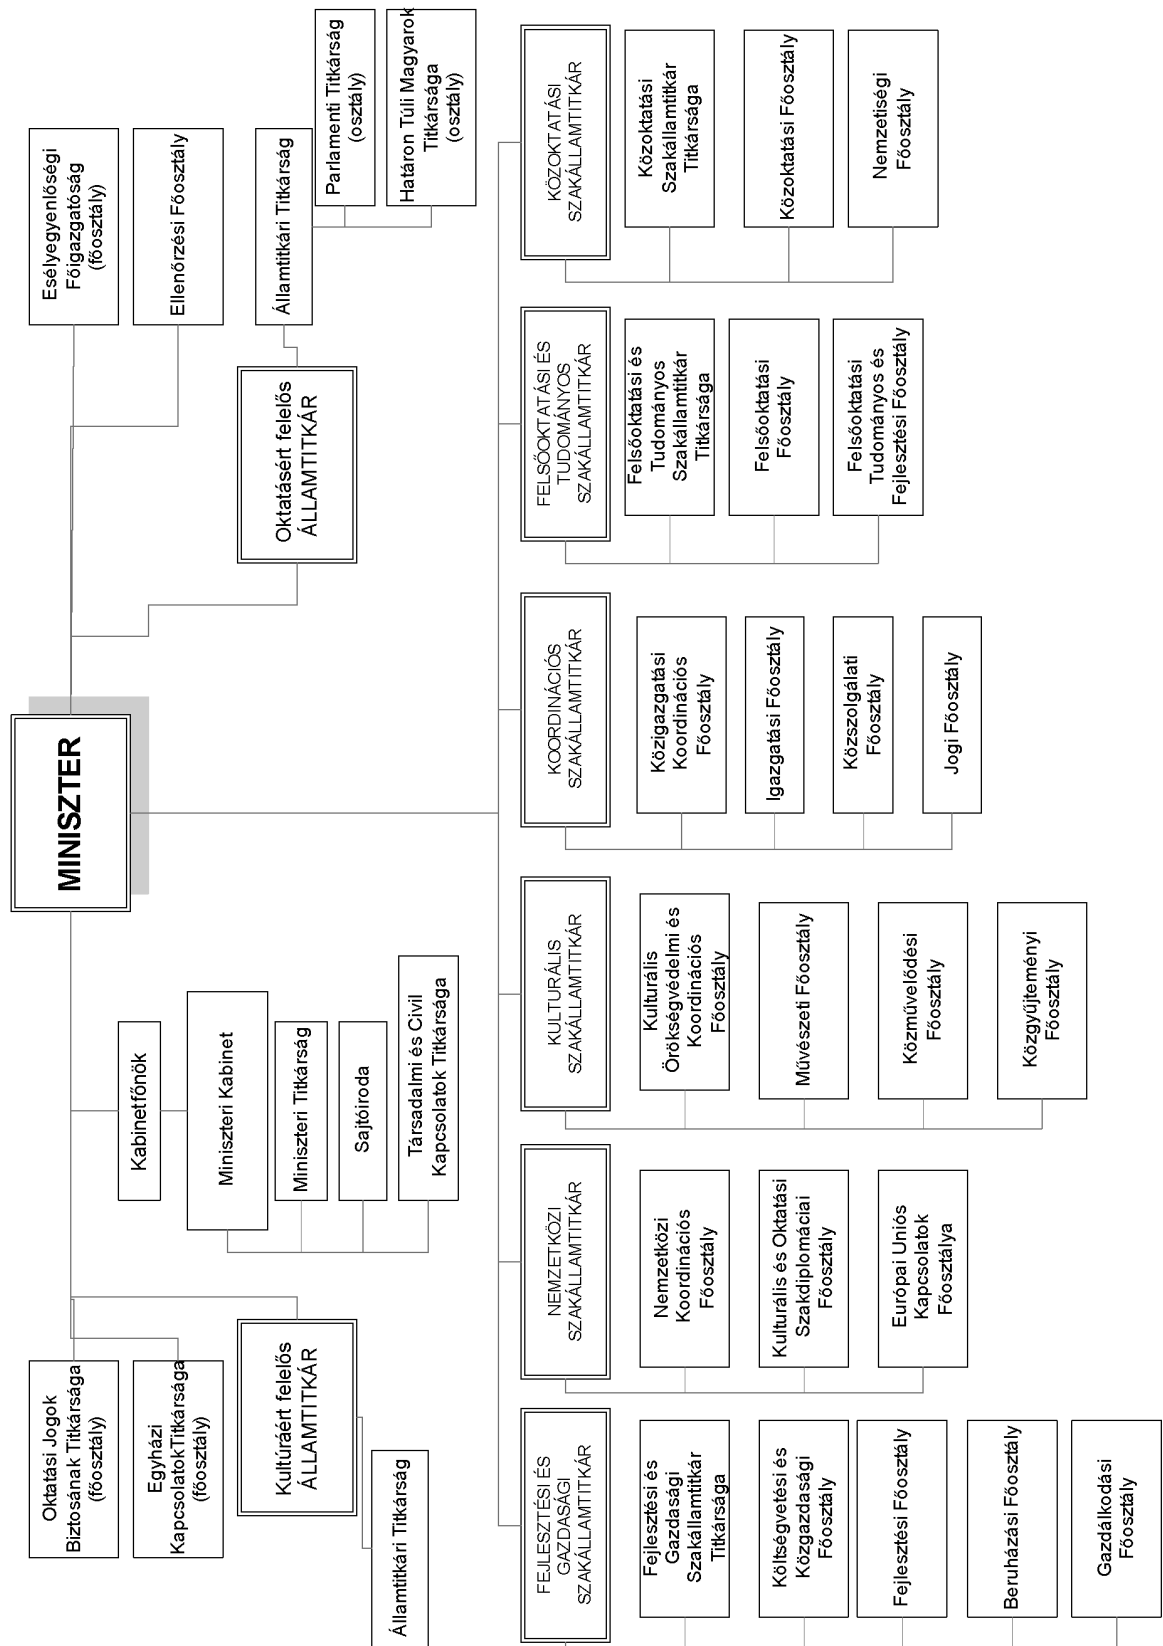 MINISZTER
Oktatási Jogok
Biztosának Titkársága
(főosztály)
Egyházi
KapcsolatokTitkársága
(főosztály)
Kultúráért felelős
ÁLLAMTITKÁR
Államtitkári Titkárság
Kabinetfőnök
Miniszteri Kabinet
Miniszteri Titkárság
Sajtóiroda
Társadalmi és Civil
Kapcsolatok Titkársága
Esélyegyenlőségi
Főigazgatóság
(főosztály)
Ellenőrzési Főosztály
Oktatásért felelős
ÁLLAMTITKÁR
Államtitkári Titkárság
Parlamenti Titkárság
(osztály)
Határon Túli Magyarok
Titkársága
(osztály)
FEJLESZTÉSI ÉS
GAZDASÁGI
SZAKÁLLAMTITKÁR
Fejlesztési és
Gazdasági
Szakállamtitkár
Titkársága
Költségvetési és
Közgazdasági
Főosztály
Fejlesztési Főosztály
Beruházási Főosztály
Gazdálkodási
Főosztály
NEMZETKÖZI
SZAKÁLLAMTITKÁR
Nemzetközi
Koordinációs
Főosztály
Kulturális és Oktatási
Szakdiplomáciai
Főosztály
Európai Uniós
Kapcsolatok
Főosztálya
KULTURÁLIS
SZAKÁLLAMTITKÁR
Kulturális
Örökségvédelmi és
Koordinációs
Főosztály
Művészeti Főosztály
Közművelődési
Főosztály
Közgyűjteményi
Főosztály
KOORDINÁCIÓS
SZAKÁLLAMTITKÁR
Közigazgatási
Koordinációs
Főosztály
Igazgatási Főosztály
Közszolgálati
Főosztály
Jogi Főosztály
FELSŐOKTATÁSI ÉS
TUDOMÁNYOS
SZAKÁLLAMTITKÁR
Felsőoktatási és
Tudományos
Szakállamtitkár
Titkársága
Felsőoktatási
Főosztály
Felsőoktatási
Tudományos és
Fejlesztési Főosztály
KÖZOKTATÁSI
SZAKÁLLAMTITKÁR
Közoktatási
Szakállamtitkár
Titkársága
Közoktatási Főosztály
Nemzetiségi
Főosztály